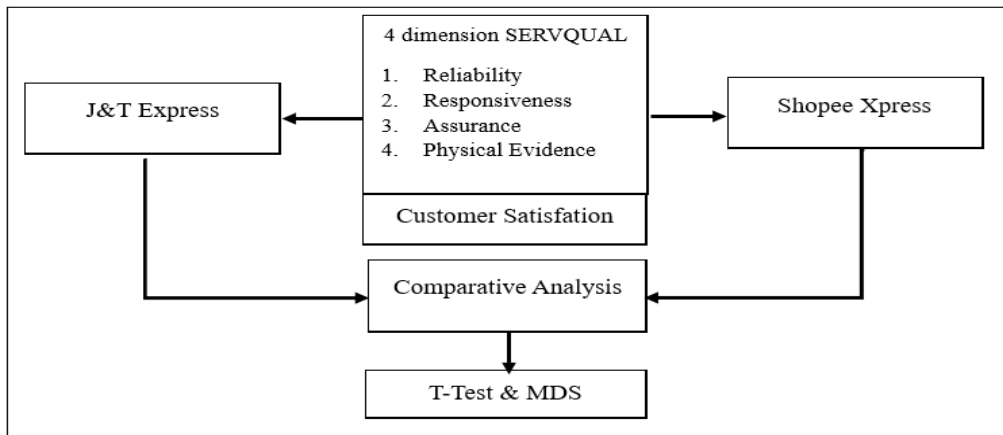 4 dimension SERVQUAL
1. Reliability
2. Responsiveness
3. Assurance
4. Physical Evidence
J&T Express
Shopee Xpress
Customer Satisfation
Comparative Analysis
T-Test & MDS